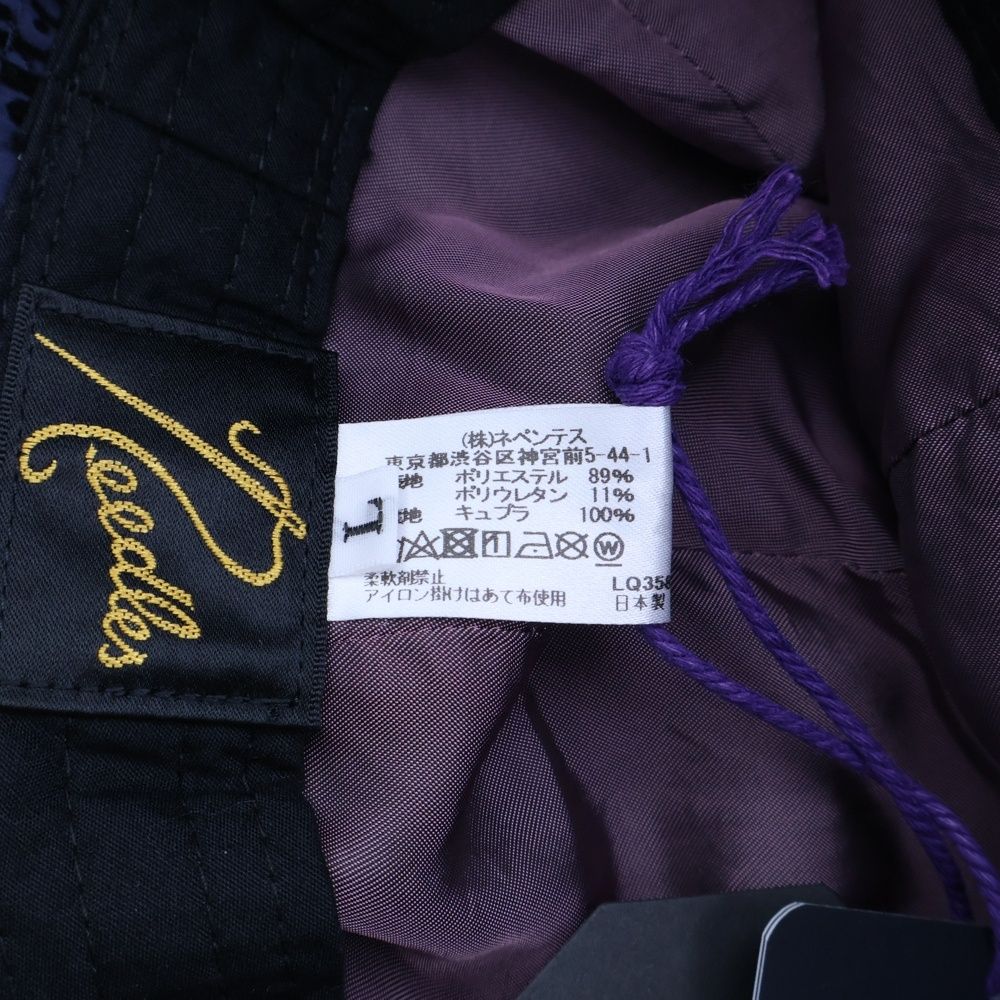 Needles
L
(株)ネペンテス
東京都渋谷区神宮前5-44-1
地 ポリエステル 89%
ポリウレタン 11%
地 キュプラ 100%
柔軟剤禁止
アイロン掛けはあて布使用
LQ358
日本製